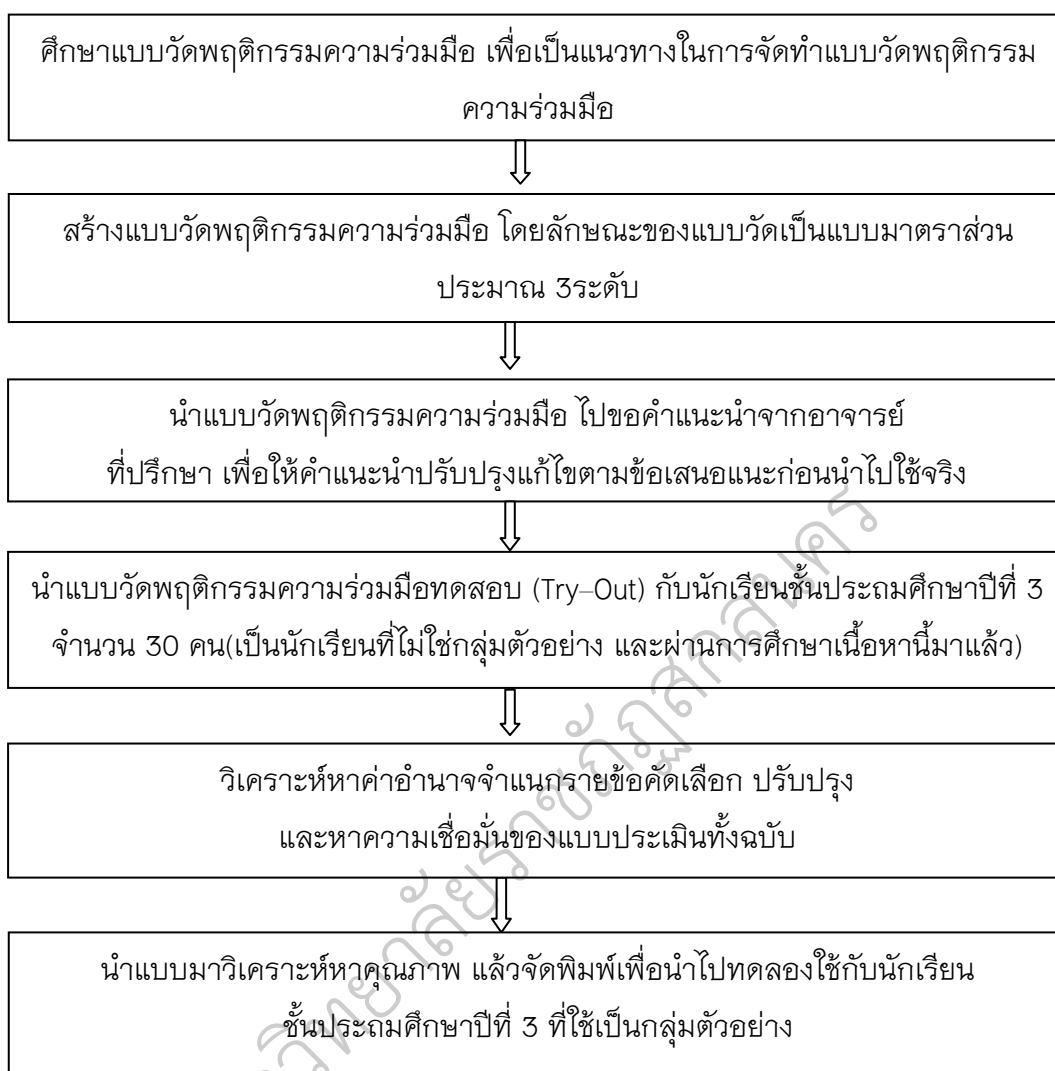 ศึกษาแบบวัดพฤติกรรมความร่วมมือ เพื่อเป็นแนวทางในการจัดทำแบบวัดพฤติกรรม
ความร่วมมือ
สร้างแบบวัดพฤติกรรมความร่วมมือ โดยลักษณะของแบบวัดเป็นแบบมาตราส่วน
ประมาณ 3ระดับ
นำแบบวัดพฤติกรรมความร่วมมือ ไปขอคำแนะนำจากอาจารย์
ที่ปรึกษา เพื่อให้คำแนะนำปรับปรุงแก้ไขตามข้อเสนอแนะก่อนนำไปใช้จริง
นำแบบวัดพฤติกรรมความร่วมมือทดสอบ (Try–Out) กับนักเรียนชั้นประถมศึกษาปีที่ 3
จำนวน 30 คน(เป็นนักเรียนที่ไม่ใช่กลุ่มตัวอย่าง และผ่านการศึกษาเนื้อหานี้มาแล้ว)
วิเคราะห์หาค่าอำนาจจำแนกรายข้อคัดเลือก ปรับปรุง
และหาความเชื่อมั่นของแบบประเมินทั้งฉบับ
นำแบบมาวิเคราะห์หาคุณภาพ แล้วจัดพิมพ์เพื่อนำไปทดลองใช้กับนักเรียน
ชั้นประถมศึกษาปีที่ 3 ที่ใช้เป็นกลุ่มตัวอย่าง
วิทยาลัยราชภัฏสกลนคร